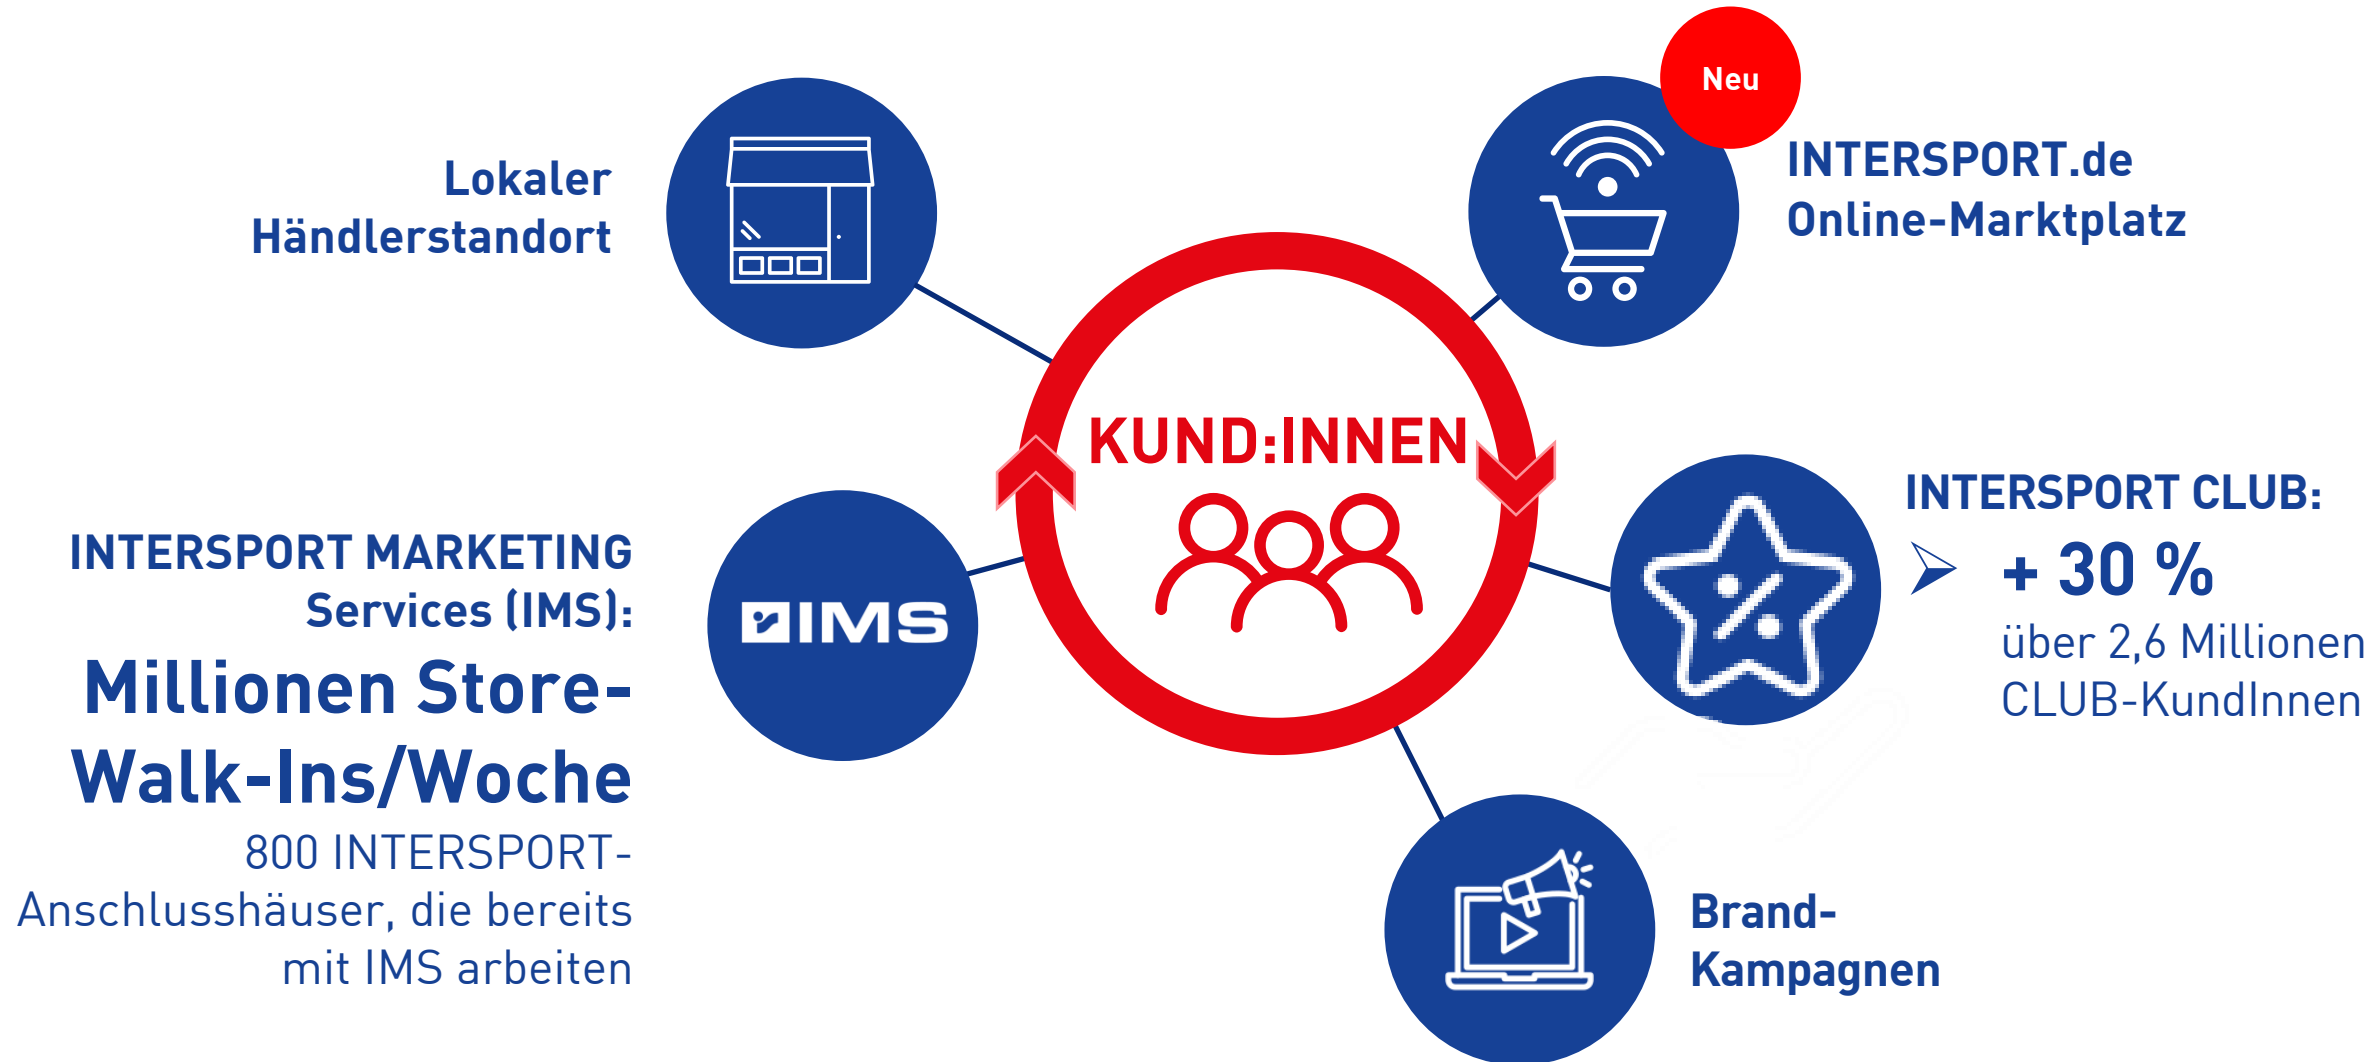 Neu
Lokaler
Händlerstandort
INTERSPORT.de
Online-Marktplatz
KUND:INNEN
INTERSPORT MARKETING
Services (IMS):
Millionen Store-
Walk-Ins/Woche
800 INTERSPORT-
Anschlusshäuser, die bereits
mit IMS arbeiten
IMS
INTERSPORT CLUB:
+ 30 %
über 2,6 Millionen
CLUB-KundInnen
Brand-
Kampagnen